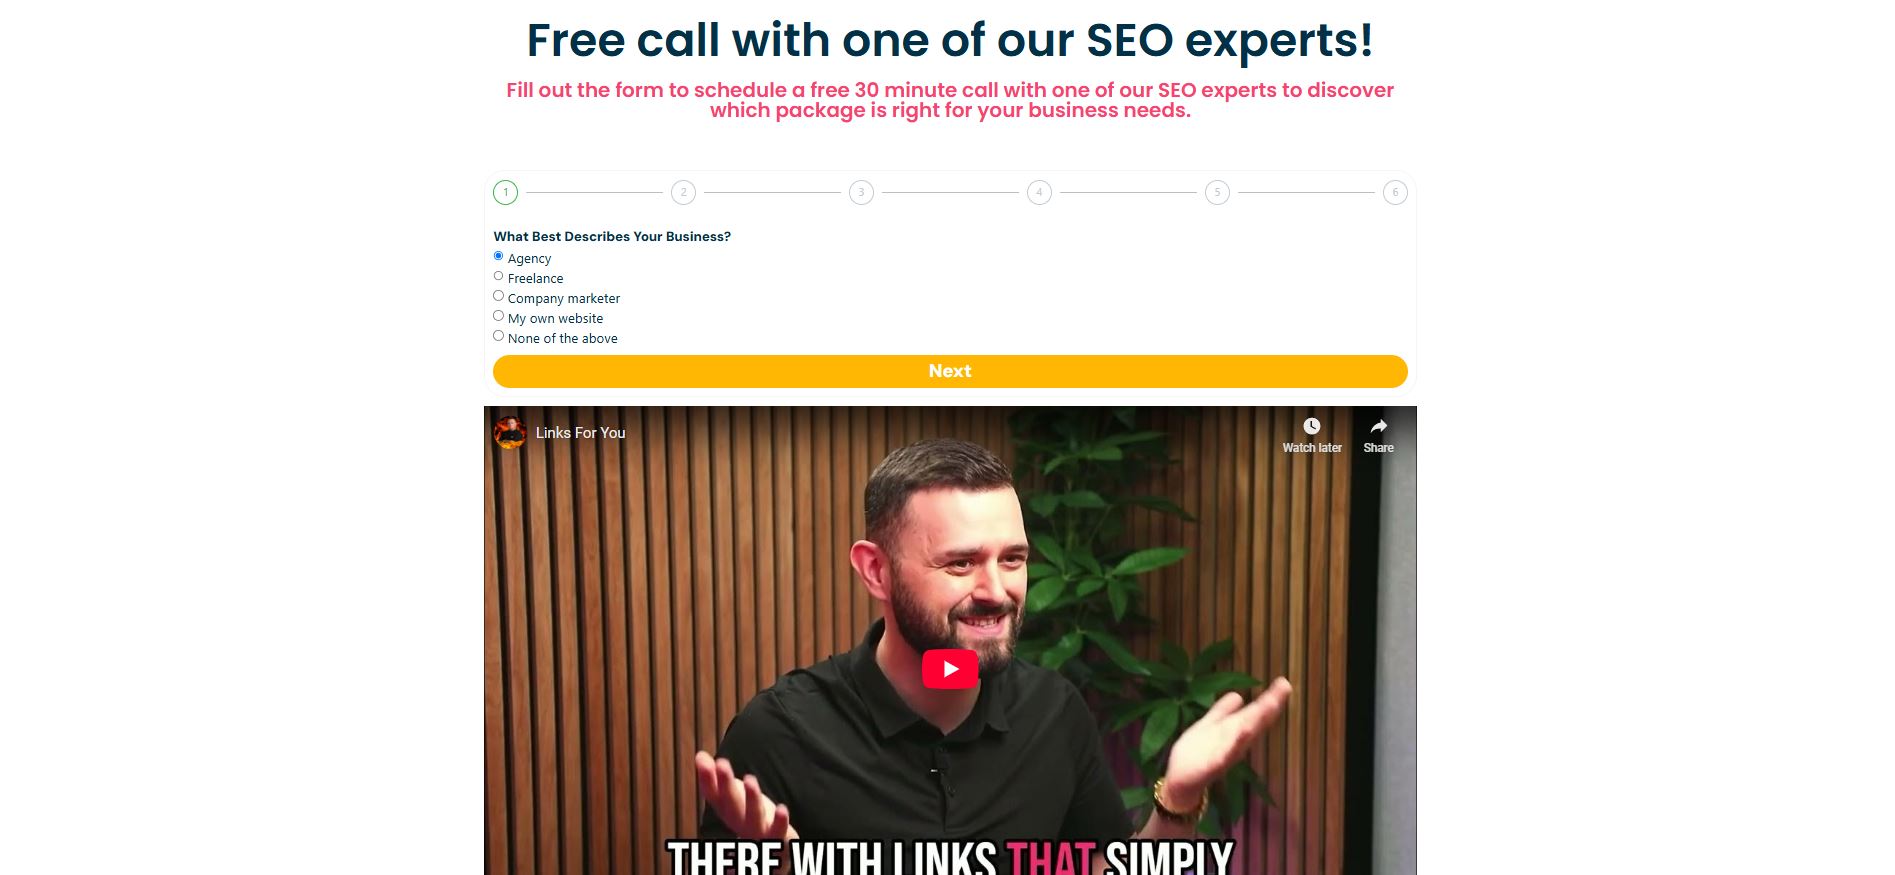 Free call with one of our SEO experts!
Fill out the form to schedule a free 30 minute call with one of our SEO experts to discover
which package is right for your business needs.
1 2 3 4 5 6
What Best Describes Your Business?
Agency
Freelance
Company marketer
My own website
None of the above
Next
Links For You
Watch later Share
THERE WITH LINKS THAT SIMPLY